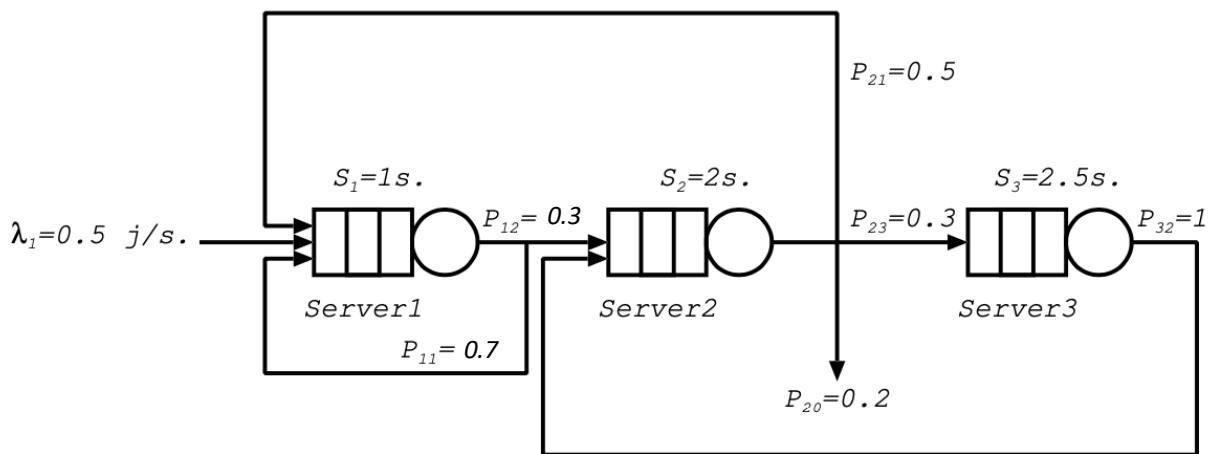 P₂₁=0.5
S₁=1s.
S₂=2s.
S₃=2.5s.
λ₁=0.5 j/s.
P₁₂= 0.3
P₂₃=0.3
P₃₂=1
Server1
Server2
Server3
P₁₁= 0.7
P₂₀=0.2